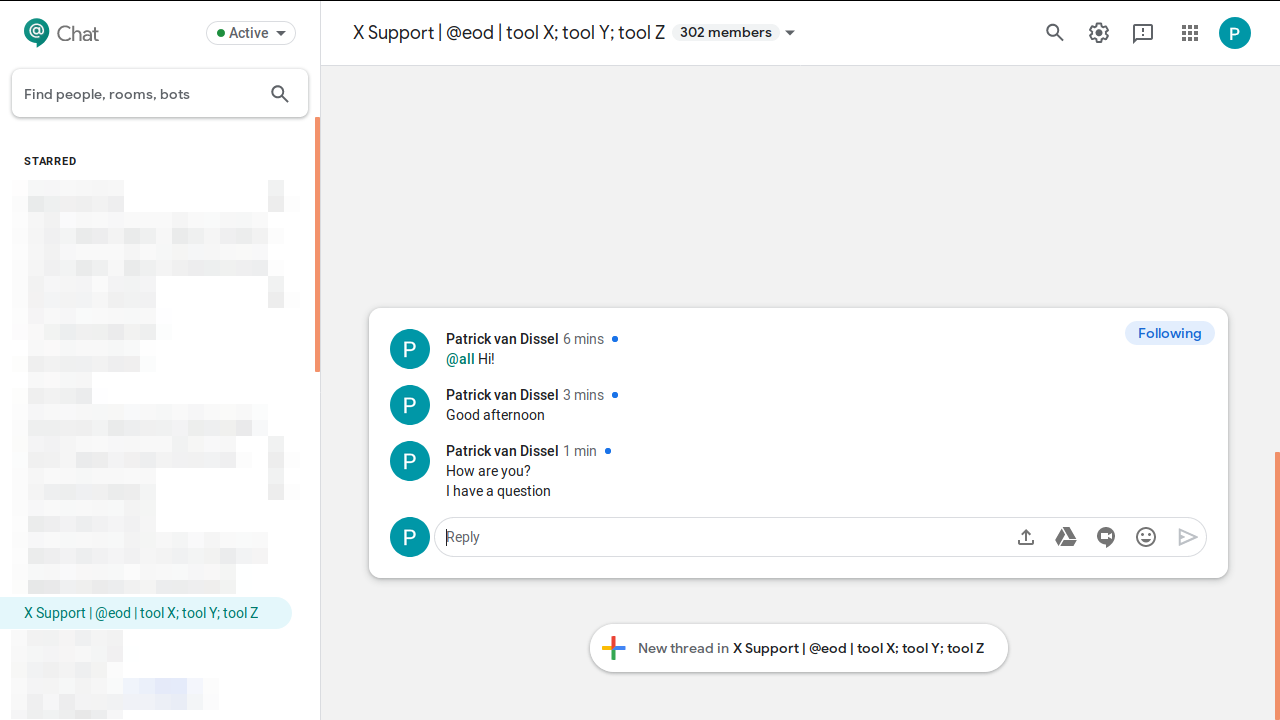 @ Chat
Active
X Support | @eod | tool X; tool Y; tool Z 302 members
P
Find people, rooms, bots
STARRED
X Support | @eod | tool X; tool Y; tool Z
Following
P
Patrick van Dissel 6 mins
@all Hi!
P
Patrick van Dissel 3 mins
Good afternoon
P
Patrick van Dissel 1 min
How are you?
I have a question
P
Reply
New thread in X Support | @eod | tool X; tool Y; tool Z